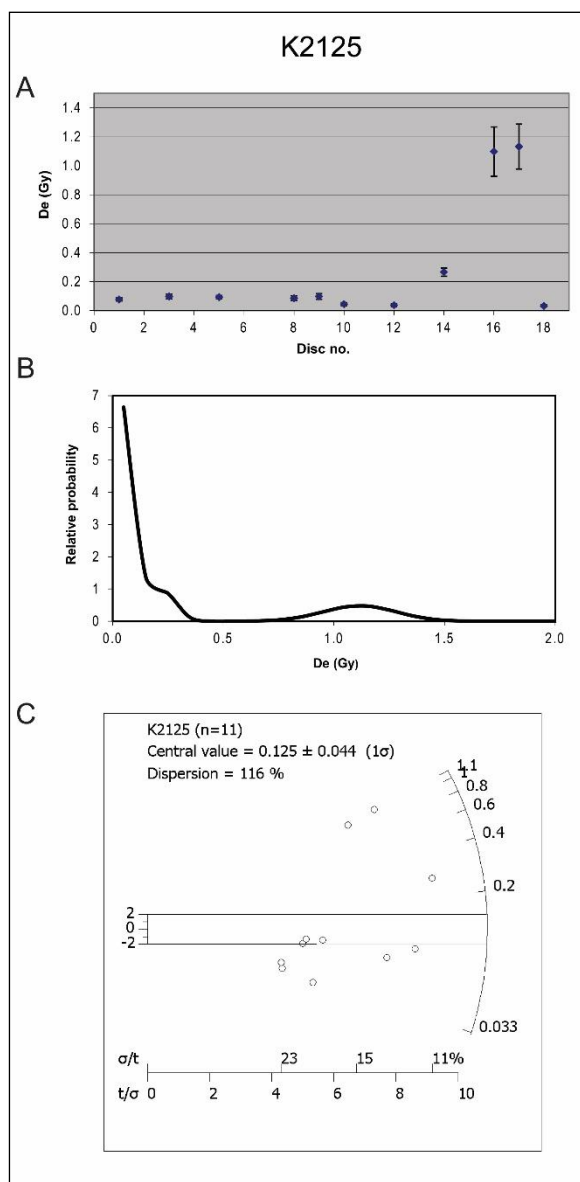 K2125
A
De (Gy)
1.4
1.2
1.0
0.8
0.6
0.4
0.2
0.0
0 2 4 6 8 10 12 14 16 18
Disc no.
B
Relative probability
7
6
5
4
3
2
1
0
0.0 0.5 1.0 1.5 2.0
De (Gy)
C
K2125 (n=11)
Central value = 0.125 ± 0.044 (1σ)
Dispersion = 116 %
1.1
1
0.8
0.6
0.4
0.2
0.033
2
0
-2
σ/t 23 15 11%
t/σ 0 2 4 6 8 10